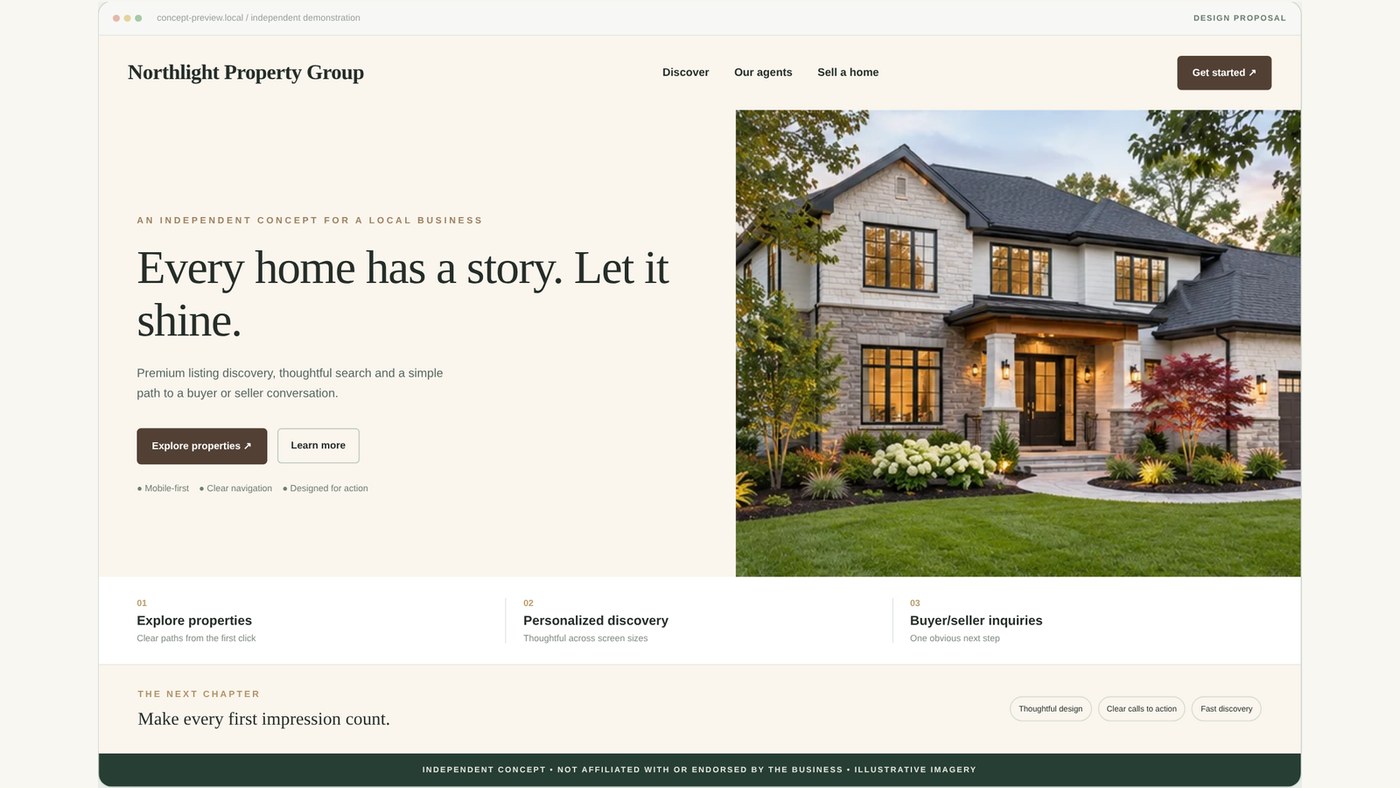 concept-preview.local / independent demonstration
DESIGN PROPOSAL
Northlight Property Group
Discover
Our agents
Sell a home
Get started ↗
AN INDEPENDENT CONCEPT FOR A LOCAL BUSINESS
Every home has a story. Let it
shine.
Premium listing discovery, thoughtful search and a simple
path to a buyer or seller conversation.
Explore properties ↗
Learn more
● Mobile-first ● Clear navigation ● Designed for action
01
Explore properties
Clear paths from the first click
02
Personalized discovery
Thoughtful across screen sizes
03
Buyer/seller inquiries
One obvious next step
THE NEXT CHAPTER
Make every first impression count.
Thoughtful design
Clear calls to action
Fast discovery
INDEPENDENT CONCEPT • NOT AFFILIATED WITH OR ENDORSED BY THE BUSINESS • ILLUSTRATIVE IMAGERY